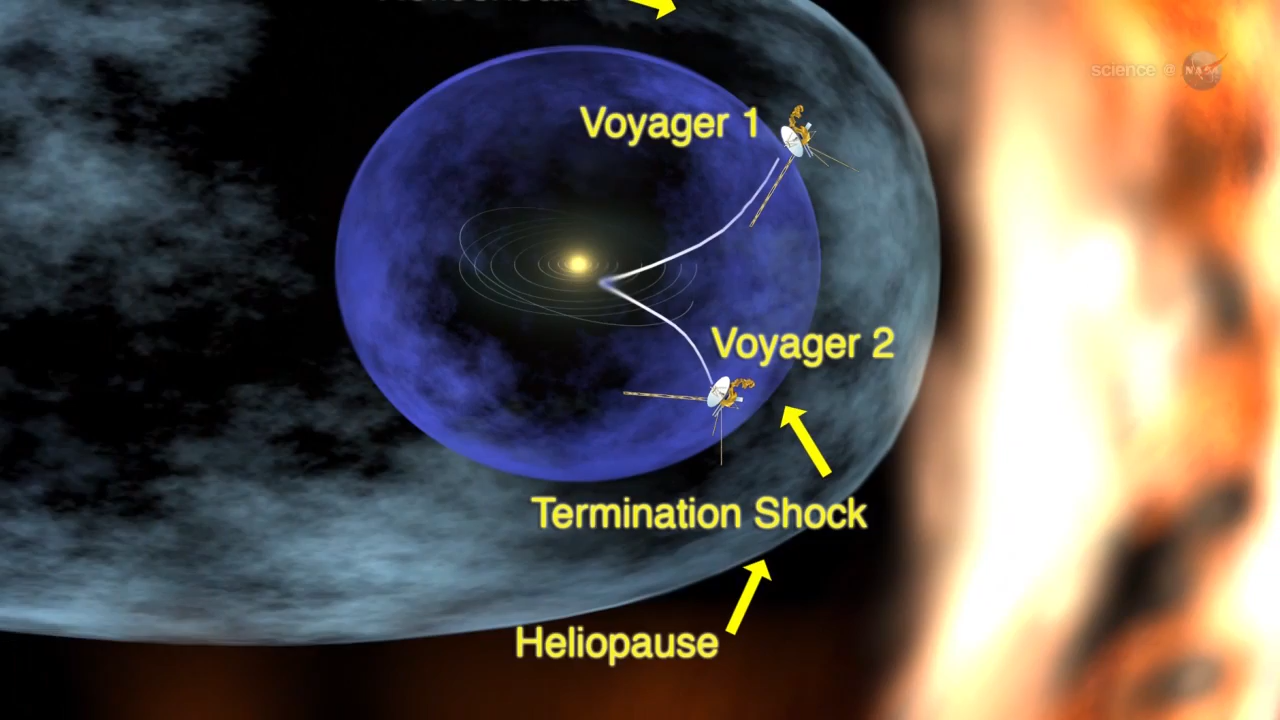 science @ NASA
Voyager 1
Voyager 2
Termination Shock
Heliopause